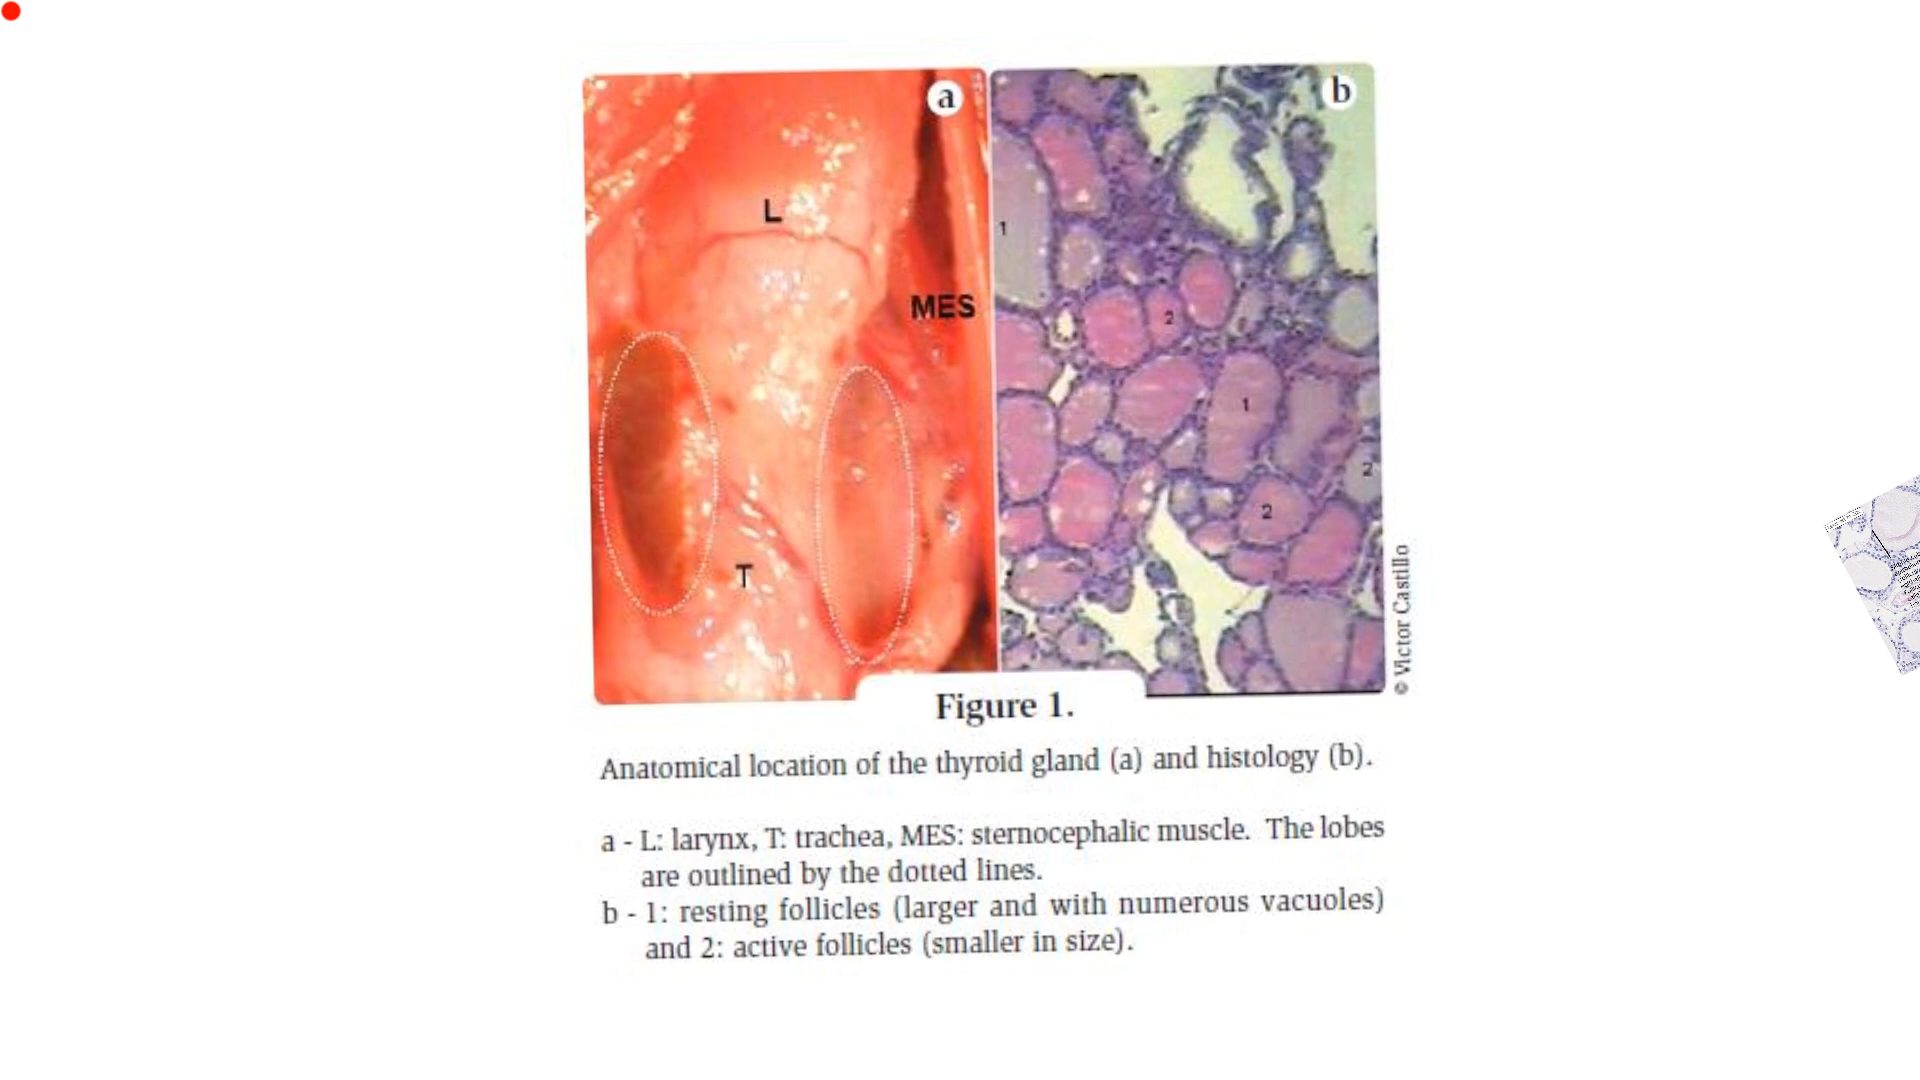 a
b
L
MES
T
1
2
1
2
2
© Victor Castillo
Figure 1.
Anatomical location of the thyroid gland (a) and histology (b).
a - L: larynx, T: trachea, MES: sternocephalic muscle. The lobes
are outlined by the dotted lines.
b - 1: resting follicles (larger and with numerous vacuoles)
and 2: active follicles (smaller in size).